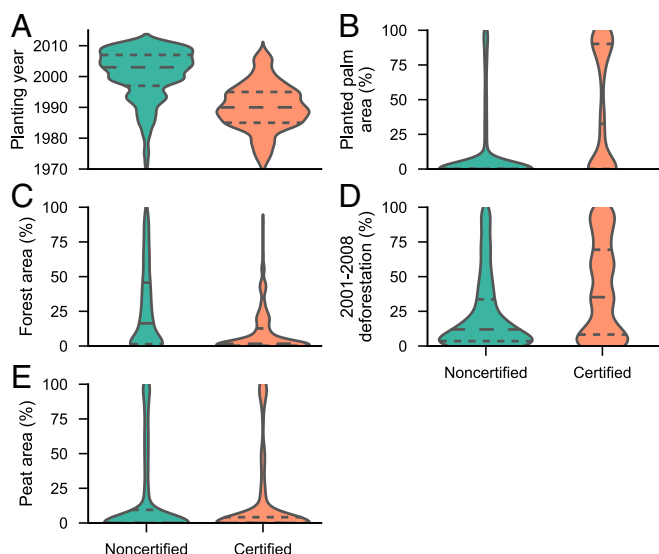 A
Planting year
2010
2000
1990
1980
1970
B
Planted palm
area (%)
100
75
50
25
0
C
Forest area (%)
100
75
50
25
0
D
2001-2008
deforestation (%)
100
75
50
25
0
Noncertified Certified
E
Peat area (%)
100
75
50
25
0
Noncertified Certified